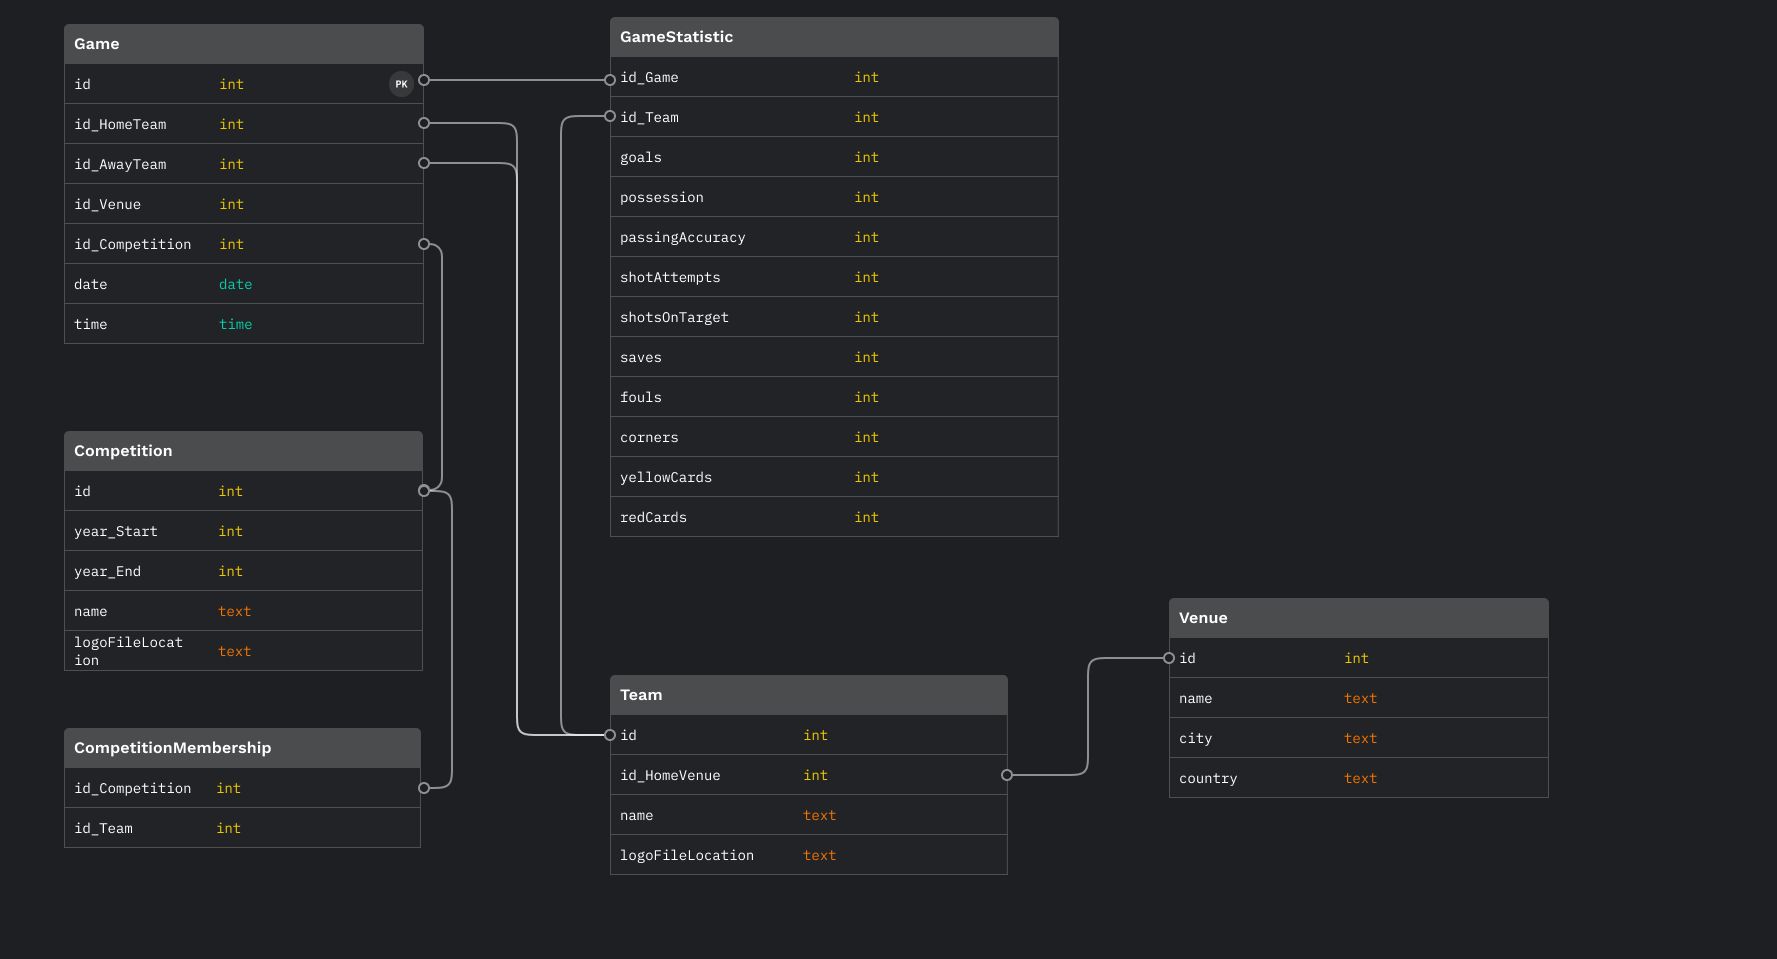 Game
id int PK
id_HomeTeam int
id_AwayTeam int
id_Venue int
id_Competition int
date date
time time
GameStatistic
id_Game int
id_Team int
goals int
possession int
passingAccuracy int
shotAttempts int
shotsOnTarget int
saves int
fouls int
corners int
yellowCards int
redCards int
Competition
id int
year_Start int
year_End int
name text
logoFileLocat
ion text
CompetitionMembership
id_Competition int
id_Team int
Team
id int
id_HomeVenue int
name text
logoFileLocation text
Venue
id int
name text
city text
country text